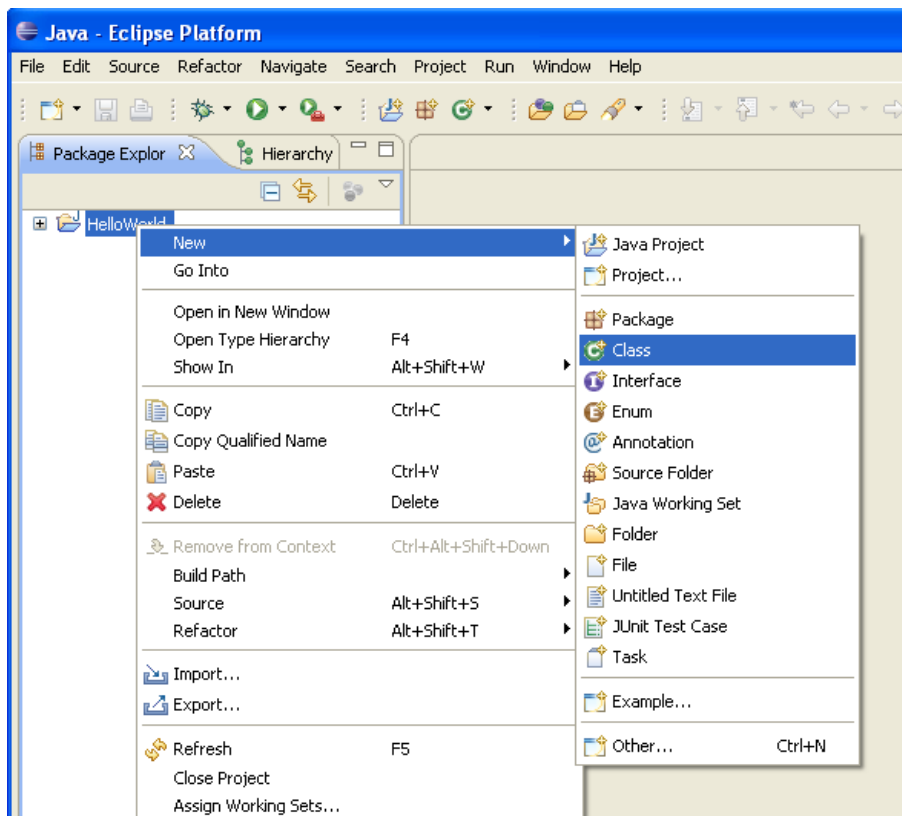 Java - Eclipse Platform
File Edit Source Refactor Navigate Search Project Run Window Help
Package Explor Hierarchy
HelloWorld
New
Go Into
Open in New Window
Open Type Hierarchy F4
Show In Alt+Shift+W
Copy Ctrl+C
Copy Qualified Name
Paste Ctrl+V
Delete Delete
Remove from Context Ctrl+Alt+Shift+Down
Build Path
Source Alt+Shift+S
Refactor Alt+Shift+T
Import...
Export...
Refresh F5
Close Project
Assign Working Sets...
Java Project
Project...
Package
Class
Interface
Enum
Annotation
Source Folder
Java Working Set
Folder
File
Untitled Text File
JUnit Test Case
Task
Example...
Other... Ctrl+N